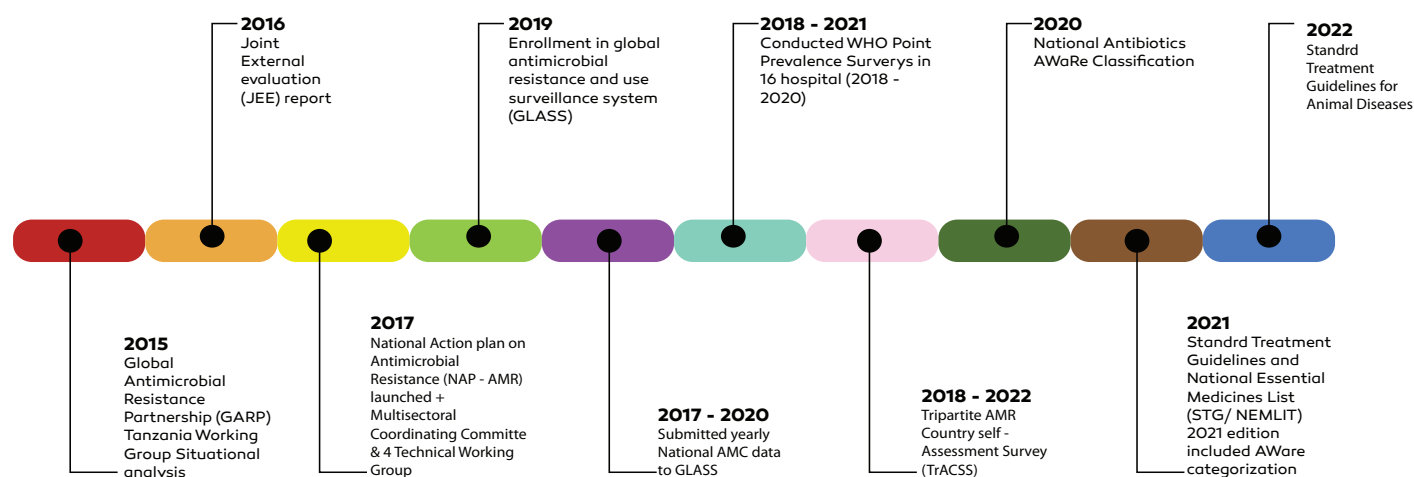 2016
Joint
External
evaluation
(JEE) report
2019
Enrollment in global
antimicrobial
resistance and use
surveillance system
(GLASS)
2018 - 2021
Conducted WHO Point
Prevalence Surverys in
16 hospital (2018 -
2020)
2020
National Antibiotics
AWaRe Classification
2022
Standrd
Treatment
Guidelines for
Animal Diseases
2015
Global
Antimicrobial
Resistance
Partnership (GARP)
Tanzania Working
Group Situational
analysis
2017
National Action plan on
Antimicrobial
Resistance (NAP - AMR)
launched +
Multisectoral
Coordinating Committe
& 4 Technical Working
Group
2017 - 2020
Submitted yearly
National AMC data
to GLASS
2018 - 2022
Tripartite AMR
Country self -
Assessment Survey
(TrACSS)
2021
Standrd Treatment
Guidelines and
National Essential
Medicines List
(STG/ NEMLIT)
2021 edition
included AWare
categorization